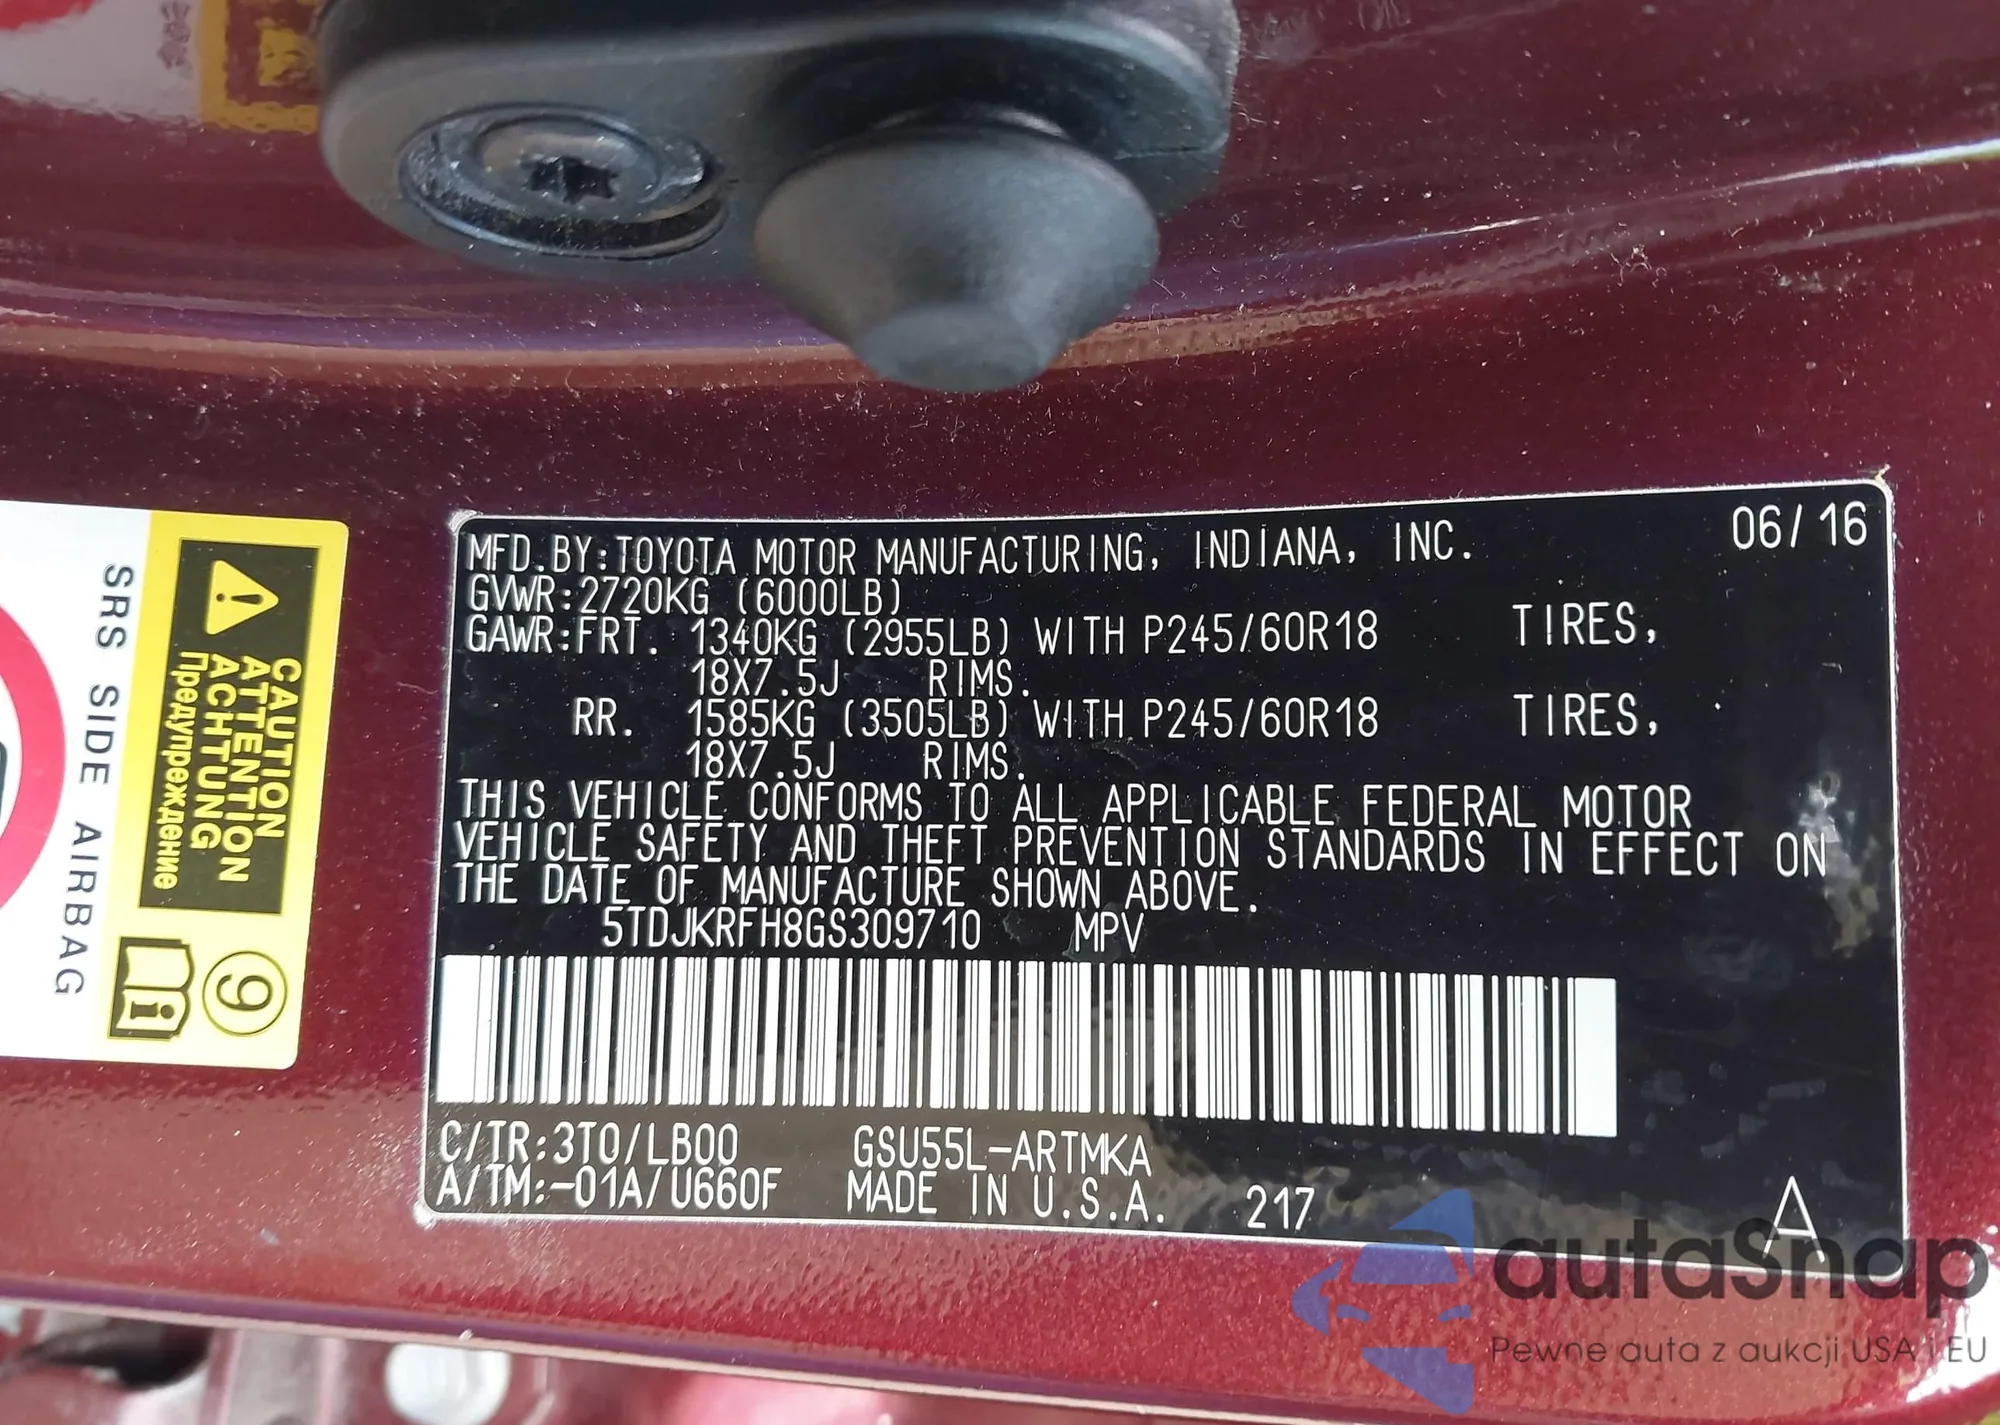 06/16
MFD.BY:TOYOTA MOTOR MANUFACTURING, INDIANA, INC.
GVWR:2720KG (6000LB)
GAWR:FRT. 1340KG (2955LB) WITH P245/60R18 TIRES,
18X7.5J RIMS.
RR. 1585KG (3505LB) WITH P245/60R18 TIRES,
18X7.5J RIMS.
THIS VEHICLE CONFORMS TO ALL APPLICABLE FEDERAL MOTOR
VEHICLE SAFETY AND THEFT PREVENTION STANDARDS IN EFFECT ON
THE DATE OF MANUFACTURE SHOWN ABOVE.
5TDJKRFH8GS309710 MPV
C/TR:3T0/LB00 GSU55L-ARTMKA
A/TM:-01A/U660F MADE IN U.S.A. 217 A
CAUTION
ATTENTION
ACHTUNG
Предупреждение
9
SRS SIDE AIRBAG
autaSnap
Pewne auta z aukcji USA i EU